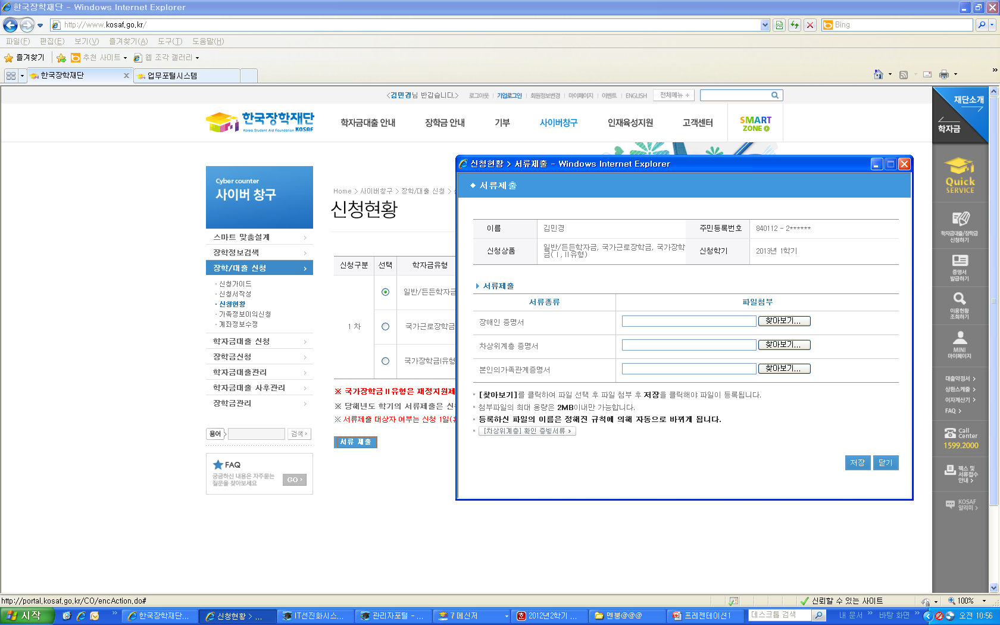 한국장학재단 - Windows Internet Explorer
http://www.kosaf.go.kr/
Bing
파일(F) 편집(E) 보기(V) 즐겨찾기(A) 도구(T) 도움말(H)
즐겨찾기 추천 사이트 웹 조각 갤러리
한국장학재단 업무포털시스템
<김민경님 반갑습니다.> 로그아웃 기업로그인 회원정보변경 마이페이지 이벤트 ENGLISH 전체메뉴 +
한국장학재단
Korea Student Aid Foundation KOSAF
학자금대출 안내 장학금 안내 기부 사이버창구 인재육성지원 고객센터
SMART
ZONE
재단소개
학자금
Cyber counter
사이버 창구
스마트 맞춤설계
장학정보검색
장학/대출 신청
신청가이드
신청서작성
신청현황
가족정보이의신청
계좌정보수정
학자금대출 신청
장학금신청
학자금대출관리
학자금대출 사후관리
장학금관리
용어 검색
FAQ
궁금하신 내용은 자주묻는
질문을 찾아보세요
GO
Home > 사이버창구 > 장학/대출 신청 >
신청현황
신청구분 선택 학자금유형
1 차
일반/든든학자금
국가근로장학금
국가장학금I유형
※ 국가장학금Ⅱ유형은 재정지원제
※ 당해년도 학기의 서류제출은 신
※ 서류제출 대상자 여부는 신청 1일(휴
서류 제출
신청현황 > 서류제출 - Windows Internet Explorer
서류제출
이름 김민경 주민등록번호 840112 - 2******
신청상품 일반/든든학자금, 국가근로장학금, 국가장학
금(Ⅰ,Ⅱ유형)
신청학기 2013년 1학기
서류제출
서류종류 파일첨부
장애인 증명서 찾아보기...
차상위계층 증명서 찾아보기...
본인의가족관계증명서 찾아보기...
[찾아보기]를 클릭하여 파일 선택 후 파일 첨부 후 저장을 클릭해야 파일이 등록됩니다.
첨부파일의 최대 용량은 2MB이내만 가능합니다.
등록하신 파일의 이름은 정해진 규칙에 의해 자동으로 바뀌게 됩니다.
[차상위계층] 확인 증빙서류 >
저장 닫기
Quick
SERVICE
학자금대출/장학금
신청하기
증명서
발급하기
이용현황
조회하기
MINI
마이페이지
대출약정서 >
상환스케줄 >
이자계산기 >
FAQ >
Call
Center
1599.2000
팩스 및
서류접수
안내 >
KOSAF
알리미 >
http://portal.kosaf.go.kr/CO/encAction.do#
신뢰할 수 있는 사이트 100%
시작 한국장학재단... 신청현황 > ... IT선진화시스... 관리자포털 - ... 7 메신저 2012년2학기 ... 멘붕@@@ 프레젠테이션1 데스크톱 검색 내 문서 바탕 화면 오전 10:56